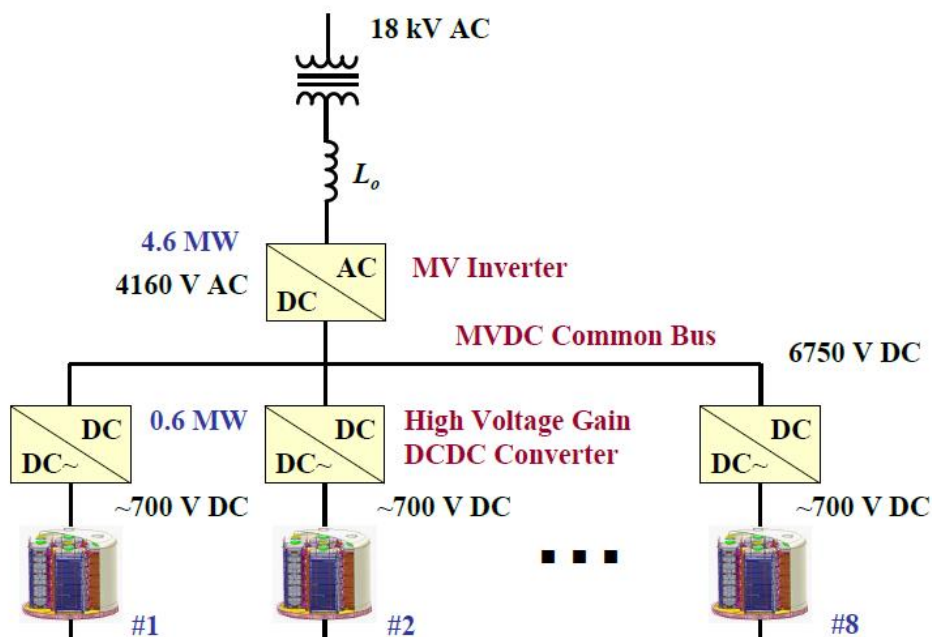 18 kV AC
Lo
4.6 MW
4160 V AC
AC
DC
MV Inverter
MVDC Common Bus
6750 V DC
DC
DC~
0.6 MW
DC
DC~
High Voltage Gain
DCDC Converter
DC
DC~
~700 V DC
~700 V DC
~700 V DC
...
#1
#2
#8